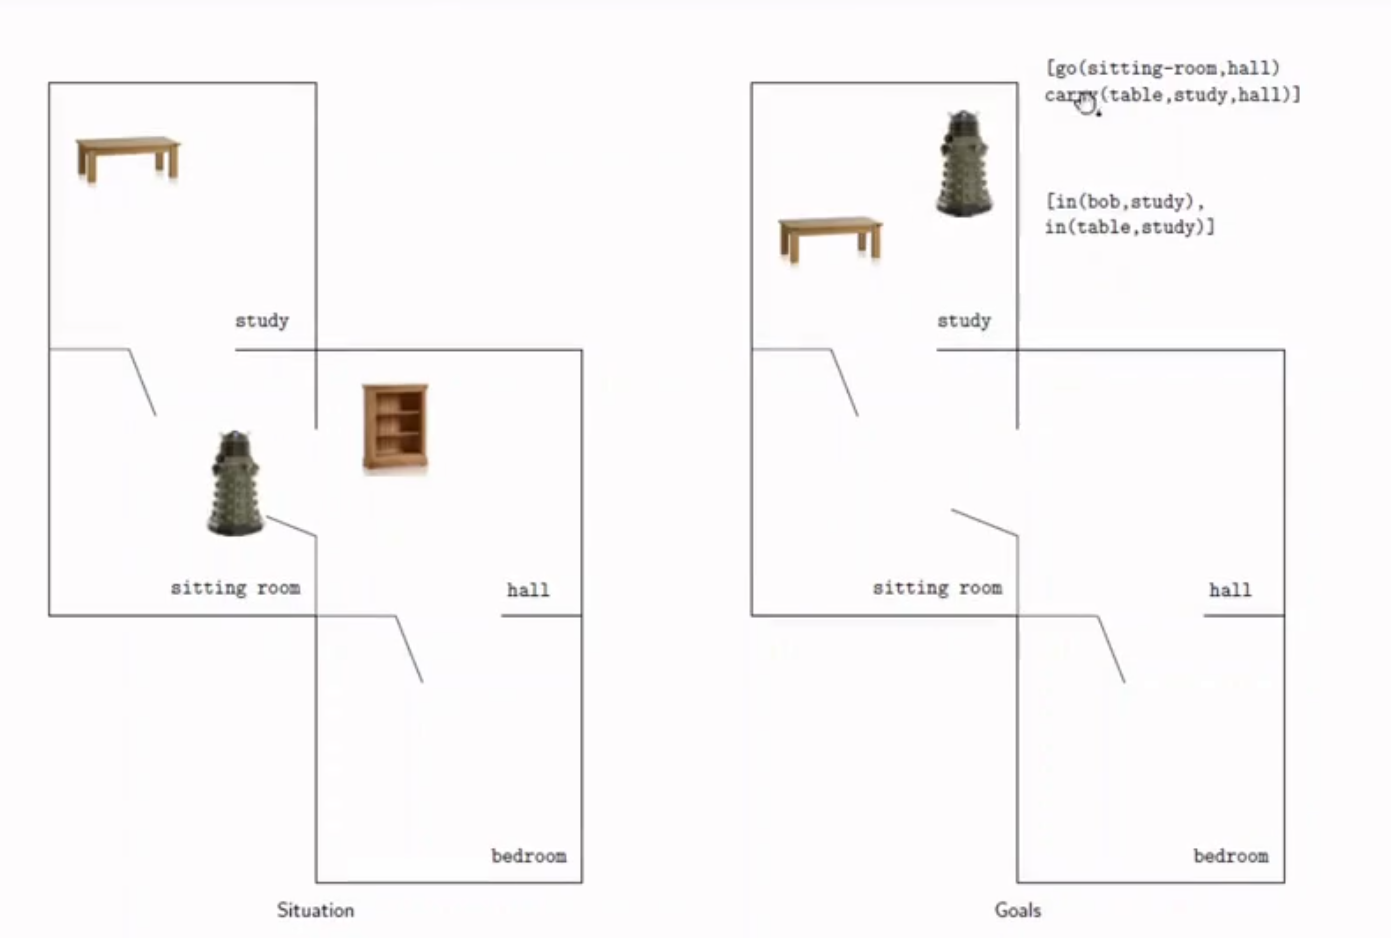 [go(sitting-room,hall)
carry(table,study,hall)]
[in(bob,study),
in(table,study)]
study
study
sitting room
hall
sitting room
hall
bedroom
bedroom
Situation
Goals